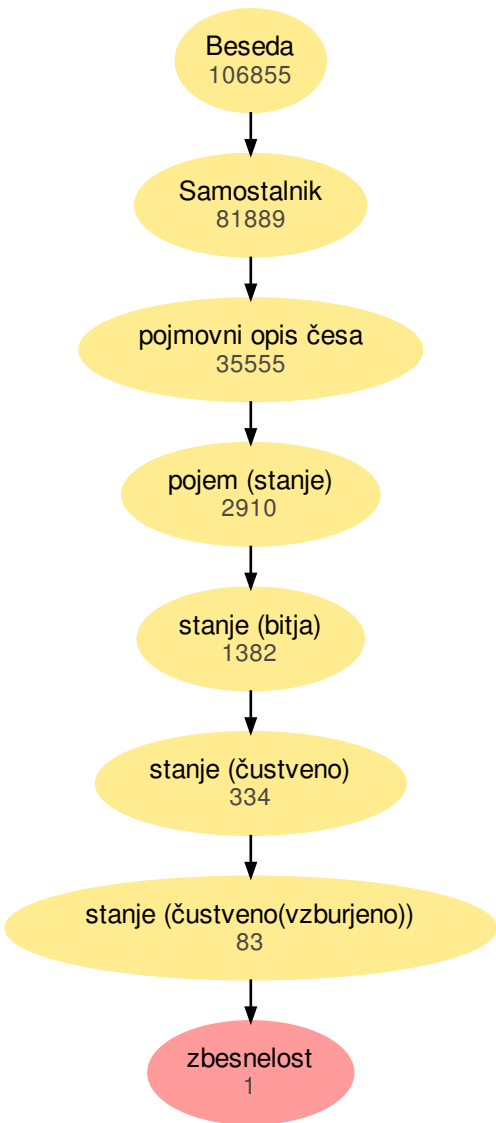 Beseda
106855
Samostalnik
81889
pojmovni opis česa
35555
pojem (stanje)
2910
stanje (bitja)
1382
stanje (čustveno)
334
stanje (čustveno(vzburjeno))
83
zbesnelost
1